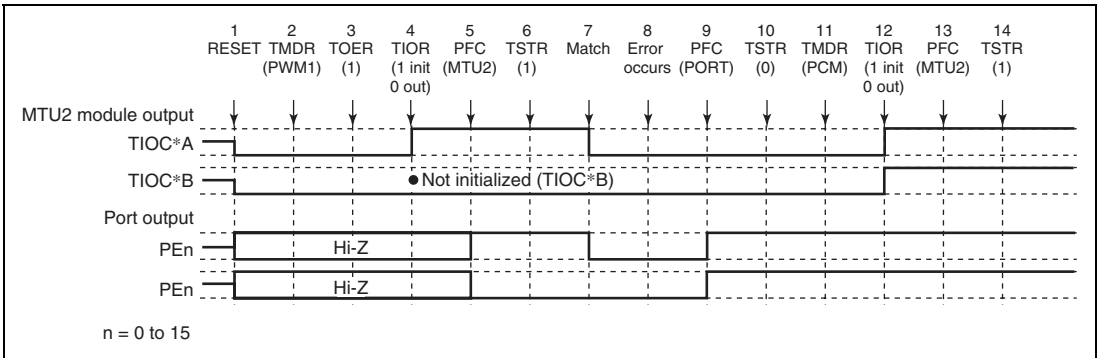 1 2 3 4 5 6 7 8 9 10 11 12 13 14
RESET TMDR TOER TIOR PFC TSTR Match Error PFC TSTR TMDR TIOR PFC TSTR
(PWM1) (1) (1 init (MTU2) (1) occurs (PORT) (0) (PCM) (1 init (MTU2) (1)
0 out) 0 out)
MTU2 module output
TIOC*A
TIOC*B ●Not initialized (TIOC*B)
Port output
PEn Hi-Z
PEn Hi-Z
n = 0 to 15